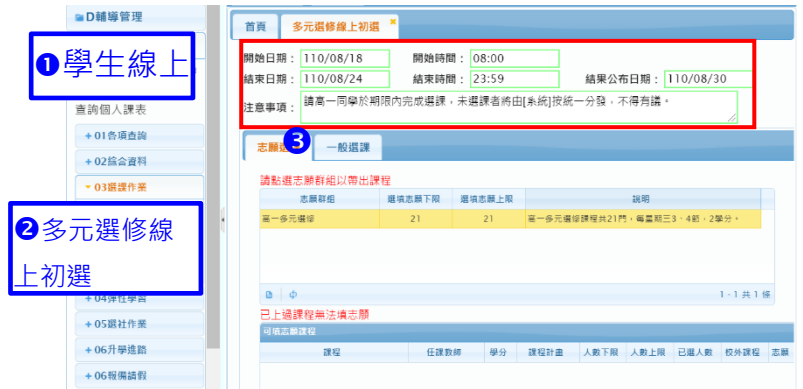 D輔導管理
❶學生線上
查詢個人課表
+01各項查詢
+02綜合資料
03選課作業
❷多元選修線
上初選
+04彈性學習
+05選社作業
+06升學進路
+06報備請假
首頁 多元選修線上初選
開始日期： 110/08/18 開始時間： 08:00
結束日期： 110/08/24 結束時間： 23:59 結果公布日期： 110/08/30
注意事項： 請高一同學於期限內完成選課，未選課者將由[系統]按統一分發，不得有議。
志願選 ❸ 一般選課
請點選志願群組以帶出課程
志願群組 選填志願下限 選填志願上限 說明
高一多元選修 21 21 高一多元選修課程共21門，每星期三3、4節，2學分。
1 - 1 共 1 條
已上過課程無法填志願
可填志願課程
課程 任課教師 學分 課程計畫 人數下限 人數上限 已選人數 校外課程 志願